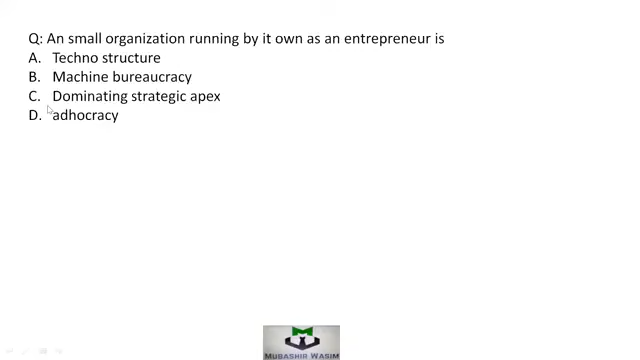 Q: An small organization running by it own as an entrepreneur is
A. Techno structure
B. Machine bureaucracy
C. Dominating strategic apex
D. adhocracy
MUBASHIR WASIM